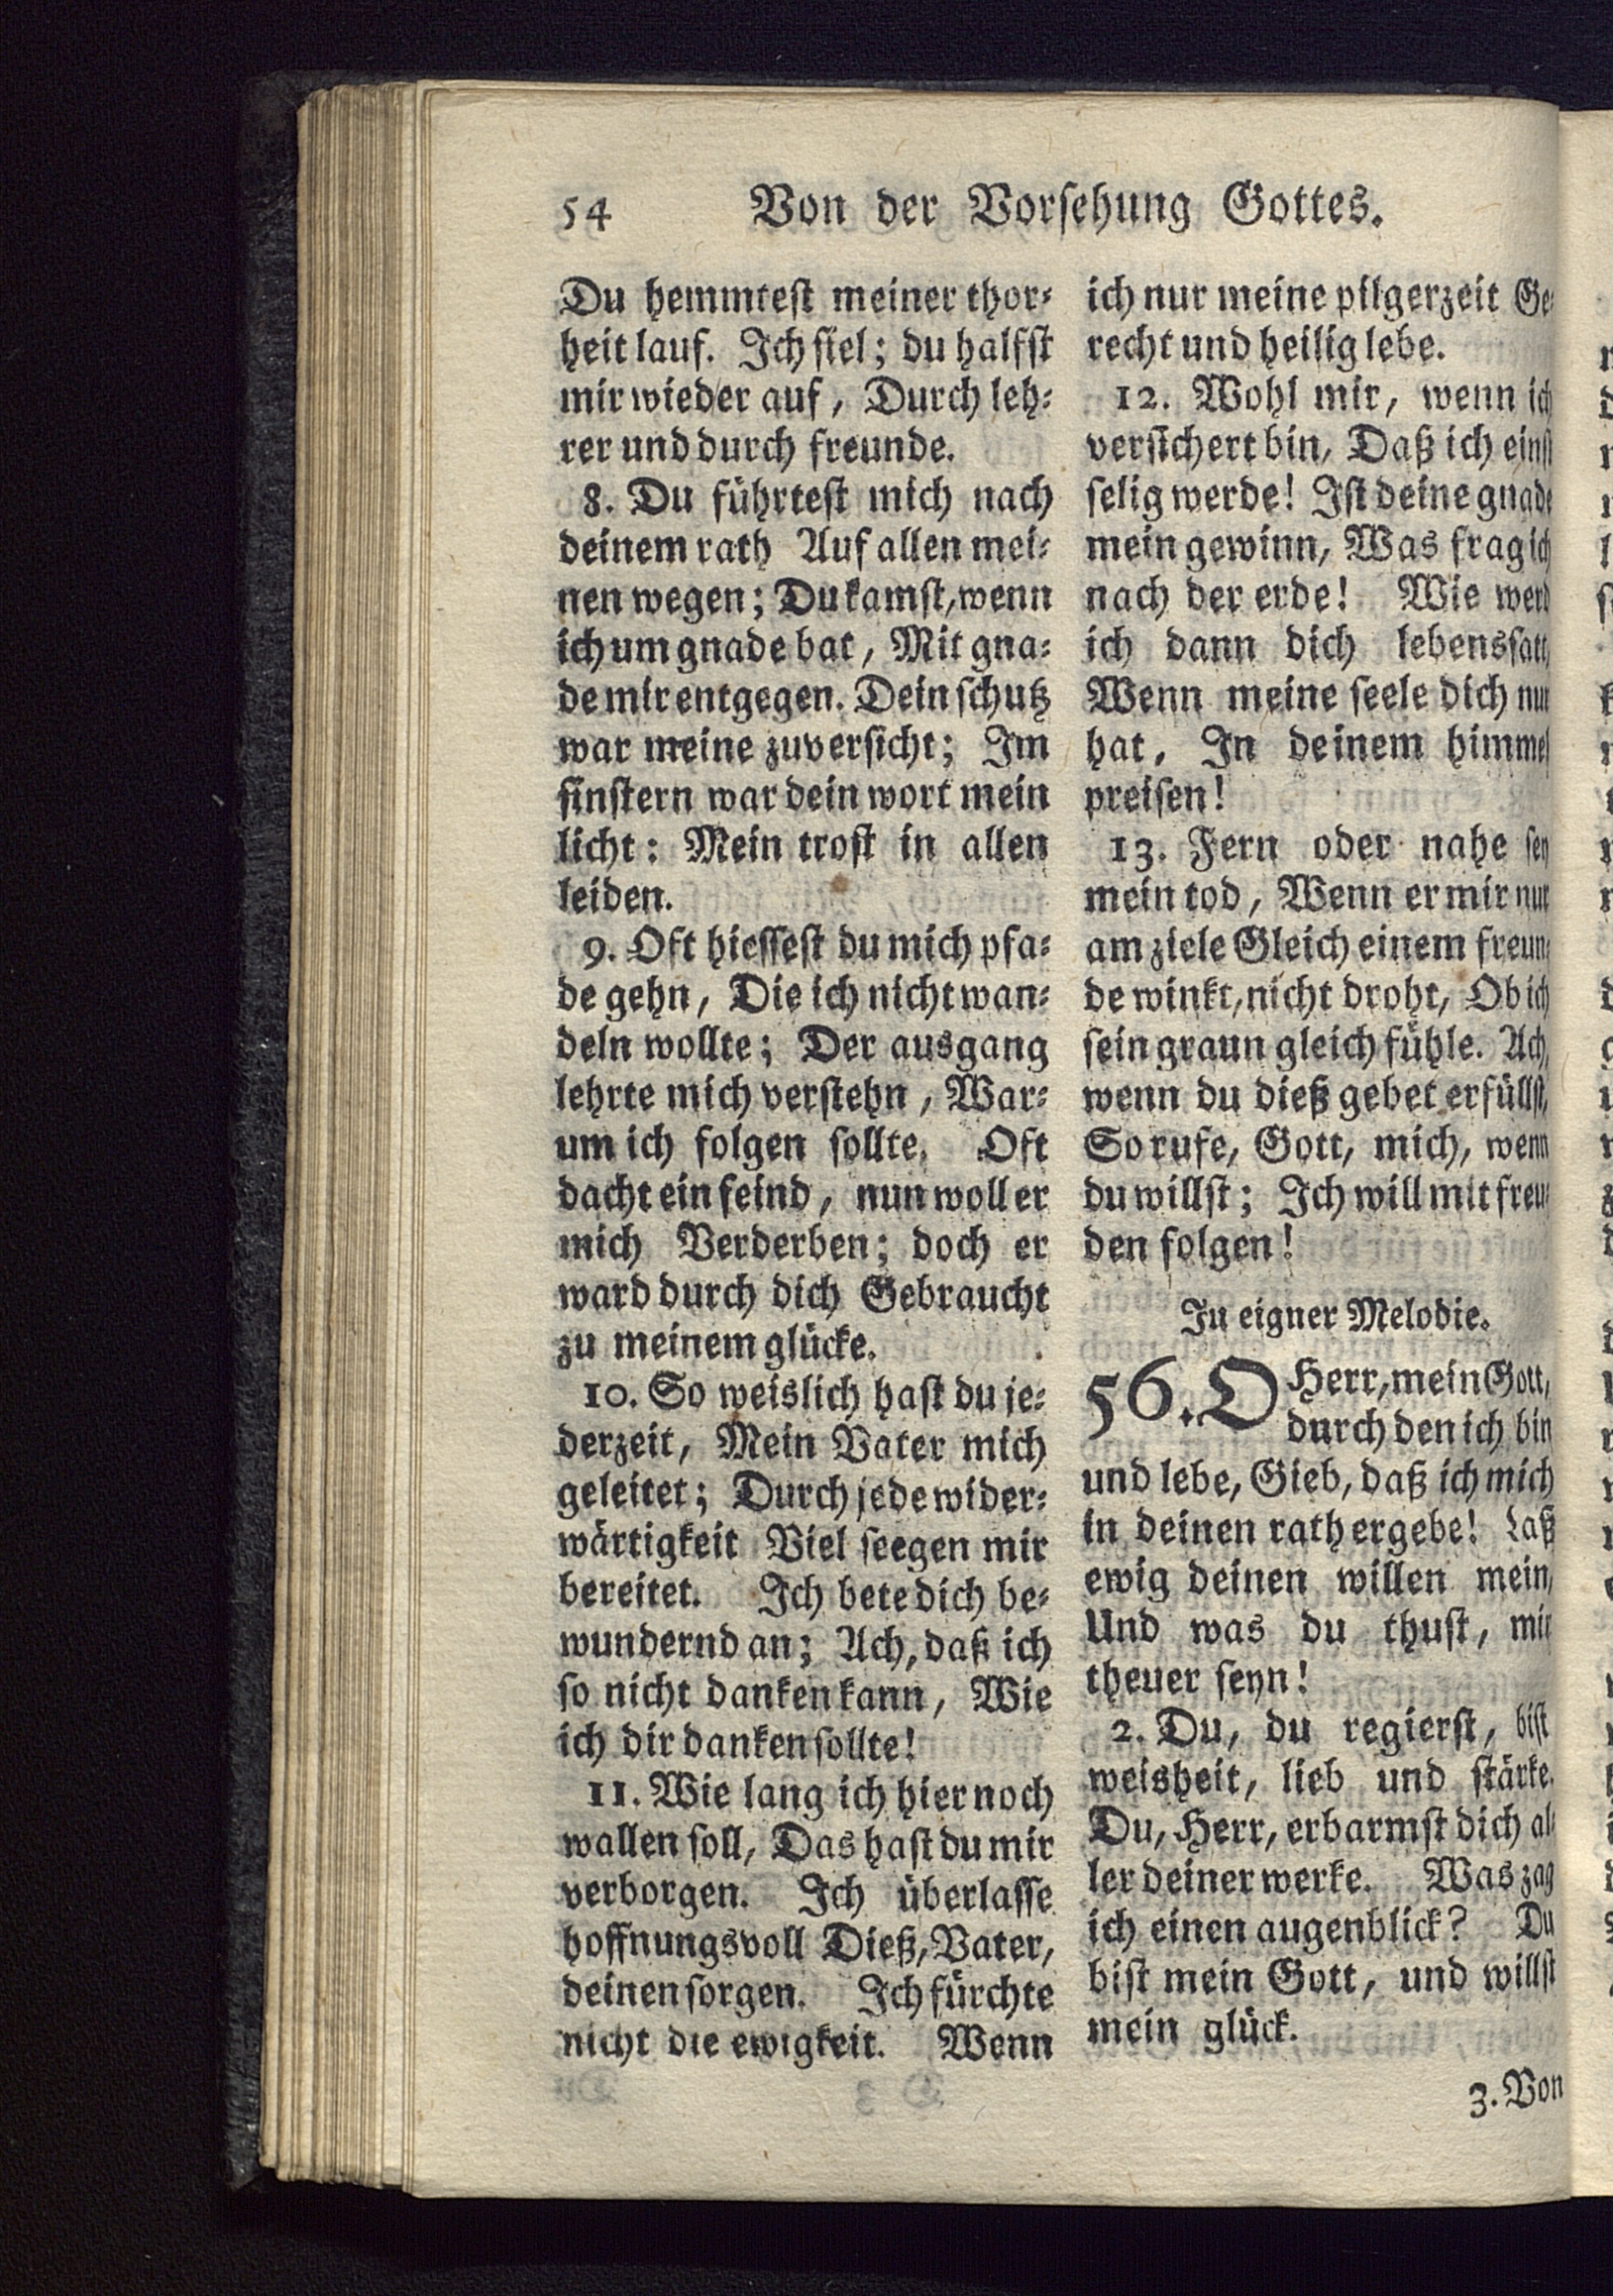 54 Von der Vorsehung Gottes.
Du hemmtest meiner thor-
heit lauf. Ich fiel; du halfst
mir wieder auf, Durch leh-
rer und durch freunde.
8. Du führtest mich nach
deinem rath Auf allen mei-
nen wegen; Du kamst, wenn
ich um gnade bat, Mit gna-
de mir entgegen. Dein schutz
war meine zuversicht; Im
finstern war dein wort mein
licht: Mein trost in allen
leiden.
9. Oft hiessest du mich pfa-
de gehn, Die ich nicht wan-
deln wollte; Der ausgang
lehrte mich verstehn, War-
um ich folgen sollte. Oft
dacht ein feind, nun woll er
mich Verderben; doch er
ward durch dich Gebraucht
zu meinem glücke.
10. So weislich hast du je-
derzeit, Mein Vater mich
geleitet; Durch jede wider-
wärtigkeit Viel seegen mir
bereitet. Ich bete dich be-
wundernd an; Ach, daß ich
so nicht danken kann, Wie
ich dir danken sollte!
11. Wie lang ich hier noch
wallen soll, Das hast du mir
verborgen. Ich überlasse
hoffnungsvoll Dieß, Vater,
deinen sorgen. Ich fürchte
nicht die ewigkeit. Wenn
ich nur meine pilgerzeit Ge-
recht und heilig lebe.
12. Wohl mir, wenn ich
versichert bin, Daß ich einst
selig werde! Ist deine gnade
mein gewinn, Was frag ich
nach der erde! Wie werd
ich dann dich lebenssatt,
Wenn meine seele dich nur
hat, In deinem himmel
preisen!
13. Fern oder nahe sey
mein tod, Wenn er mir nur
am ziele Gleich einem freun-
de winkt, nicht droht, Ob ich
sein graun gleich fühle. Ach,
wenn du dieß gebet erfüllst,
So rufe, Gott, mich, wenn
du willst; Ich will mit freu-
den folgen!
In eigner Melodie.
56. O Herr, mein Gott,
durch den ich bin
und lebe, Gieb, daß ich mich
in deinen rath ergebe! Laß
ewig deinen willen mein,
Und was du thust, mir
theuer seyn!
2. Du, du regierst, bist
weisheit, lieb und stärke.
Du, Herr, erbarmst dich al-
ler deiner werke. Was zag
ich einen augenblick? Du
bist mein Gott, und willst
mein glück.
3. Von